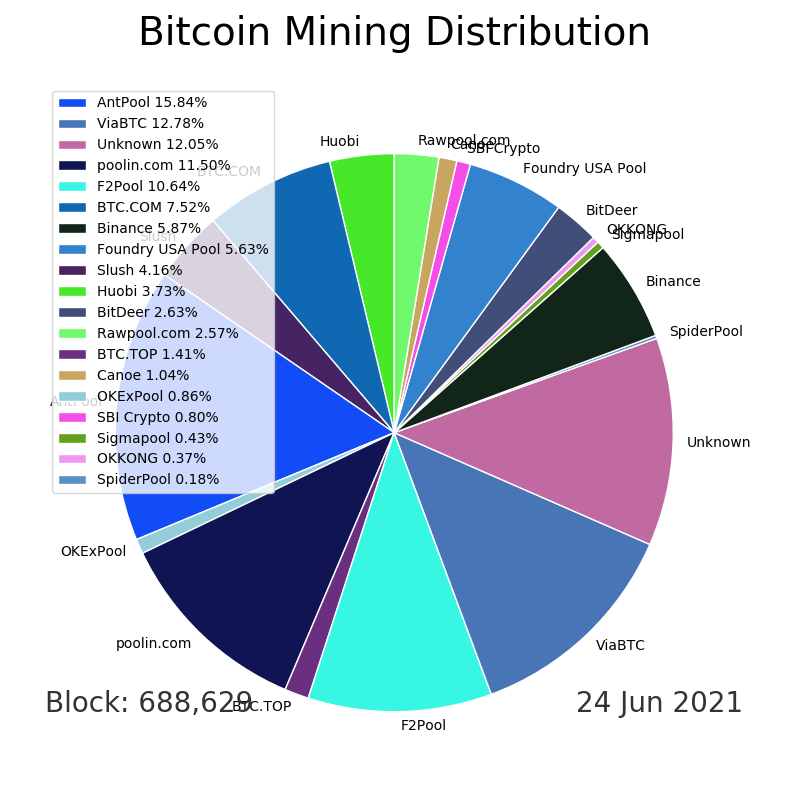 Bitcoin Mining Distribution
AntPool 15.84%
ViaBTC 12.78%
Unknown 12.05%
poolin.com 11.50%
F2Pool 10.64%
BTC.COM 7.52%
Binance 5.87%
Foundry USA Pool 5.63%
Slush 4.16%
Huobi 3.73%
BitDeer 2.63%
Rawpool.com 2.57%
BTC.TOP 1.41%
Canoe 1.04%
OKExPool 0.86%
SBI Crypto 0.80%
Sigmapool 0.43%
OKKONG 0.37%
SpiderPool 0.18%
Huobi
Rawpool.com
Canoe
SBI Crypto
Foundry USA Pool
BTC.COM
BitDeer
OKKONG
Sigmapool
Slush
Binance
SpiderPool
AntPool
Unknown
OKExPool
poolin.com
ViaBTC
BTC.TOP
F2Pool
Block: 688,629
24 Jun 2021